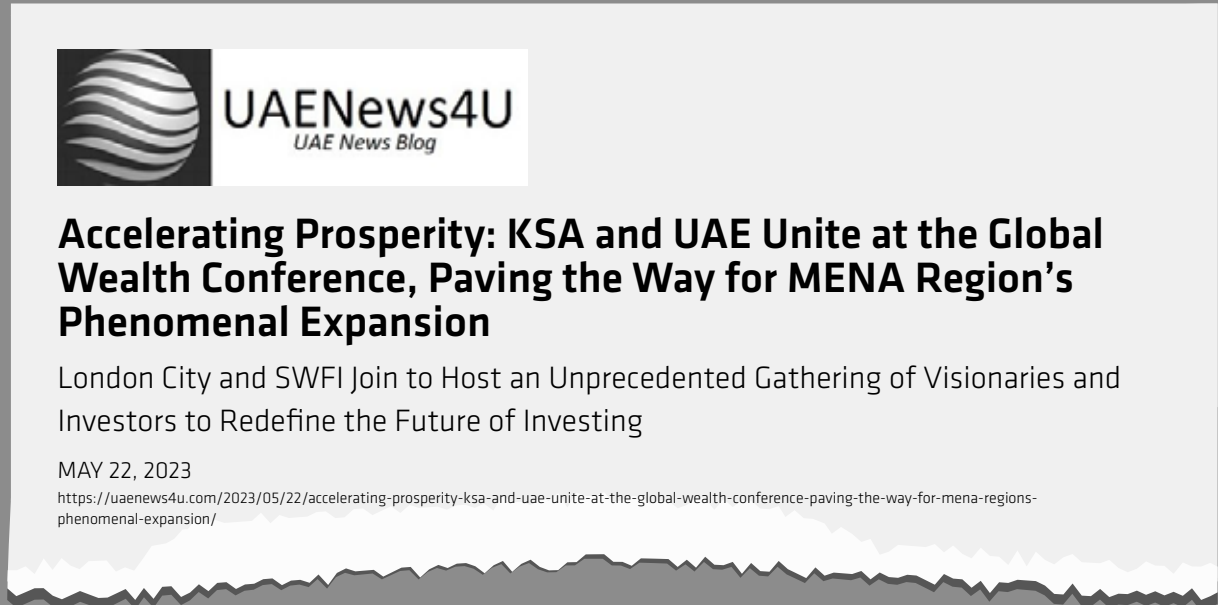 UAENews4U
UAE News Blog
Accelerating Prosperity: KSA and UAE Unite at the Global
Wealth Conference, Paving the Way for MENA Region’s
Phenomenal Expansion
London City and SWFI Join to Host an Unprecedented Gathering of Visionaries and
Investors to Redefine the Future of Investing
MAY 22, 2023
https://uaenews4u.com/2023/05/22/accelerating-prosperity-ksa-and-uae-unite-at-the-global-wealth-conference-paving-the-way-for-mena-regions-
phenomenal-expansion/